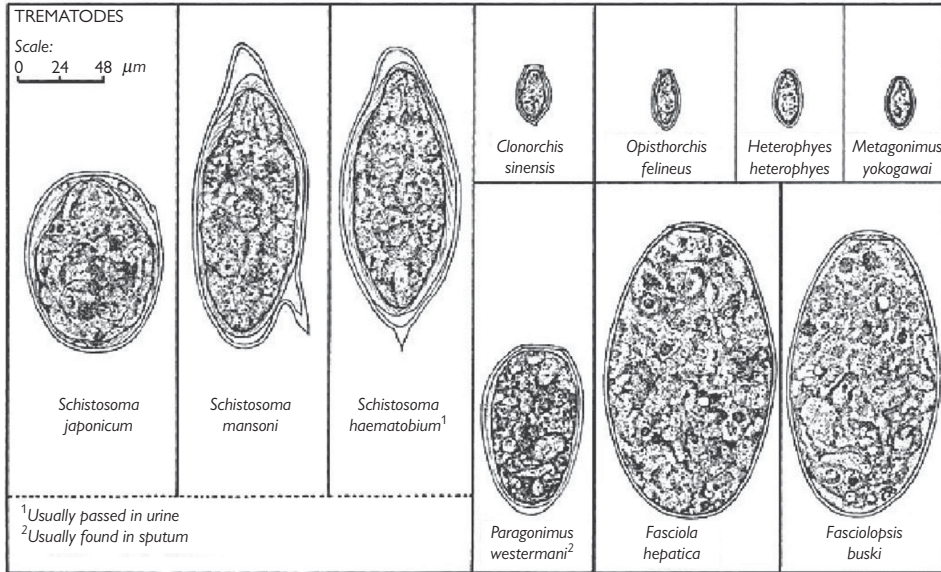 TREMATODES
Scale:
0 24 48 μm
Schistosoma
japonicum
Schistosoma
mansoni
Schistosoma
haematobium¹
Clonorchis
sinensis
Opisthorchis
felineus
Heterophyes
heterophyes
Metagonimus
yokogawai
Paragonimus
westermani²
Fasciola
hepatica
Fasciolopsis
buski
¹Usually passed in urine
²Usually found in sputum